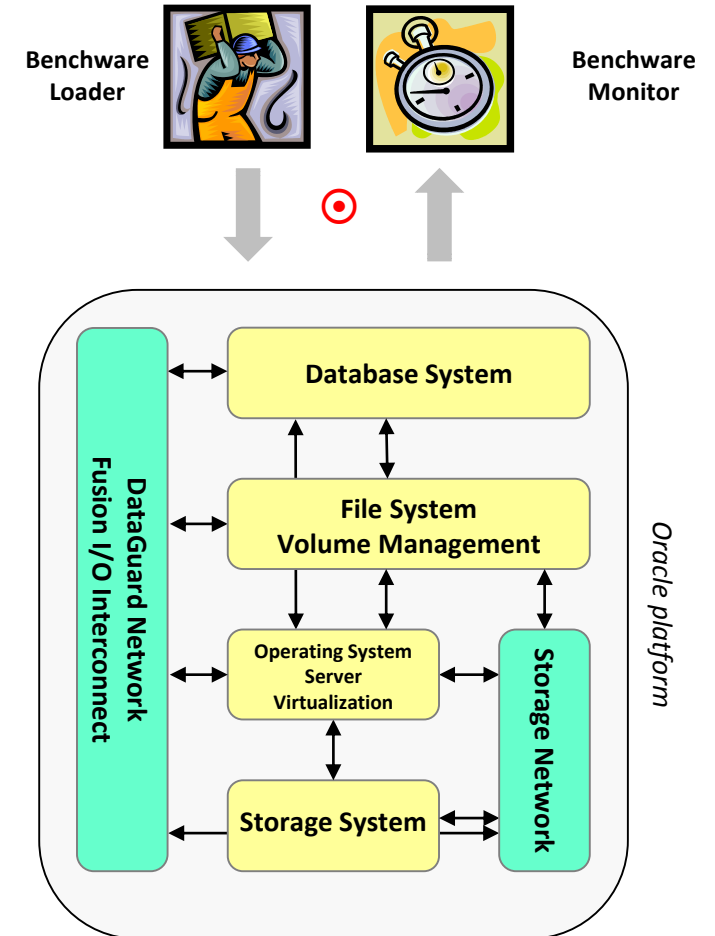 Benchware
Loader
Benchware
Monitor
Database System
File System
Volume Management
Operating System
Server
Virtualization
Storage System
DataGuard Network
Fusion I/O Interconnect
Storage Network
Oracle platform